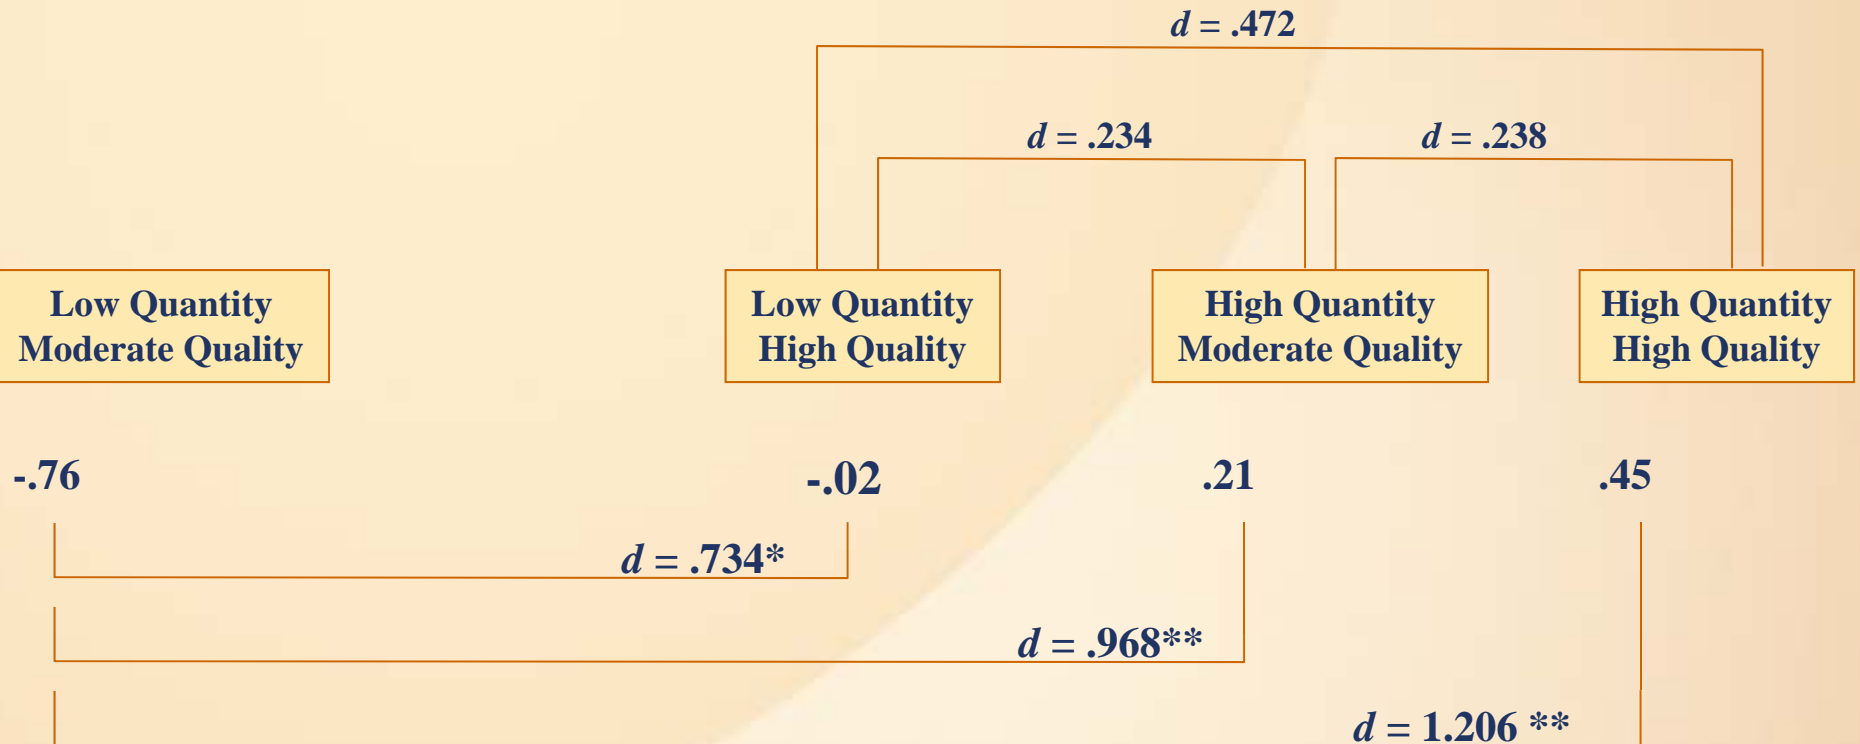 d = .472
d = .234
d = .238
Low Quantity
Moderate Quality
Low Quantity
High Quality
High Quantity
Moderate Quality
High Quantity
High Quality
-.76
-.02
.21
.45
d = .734*
d = .968**
d = 1.206 **